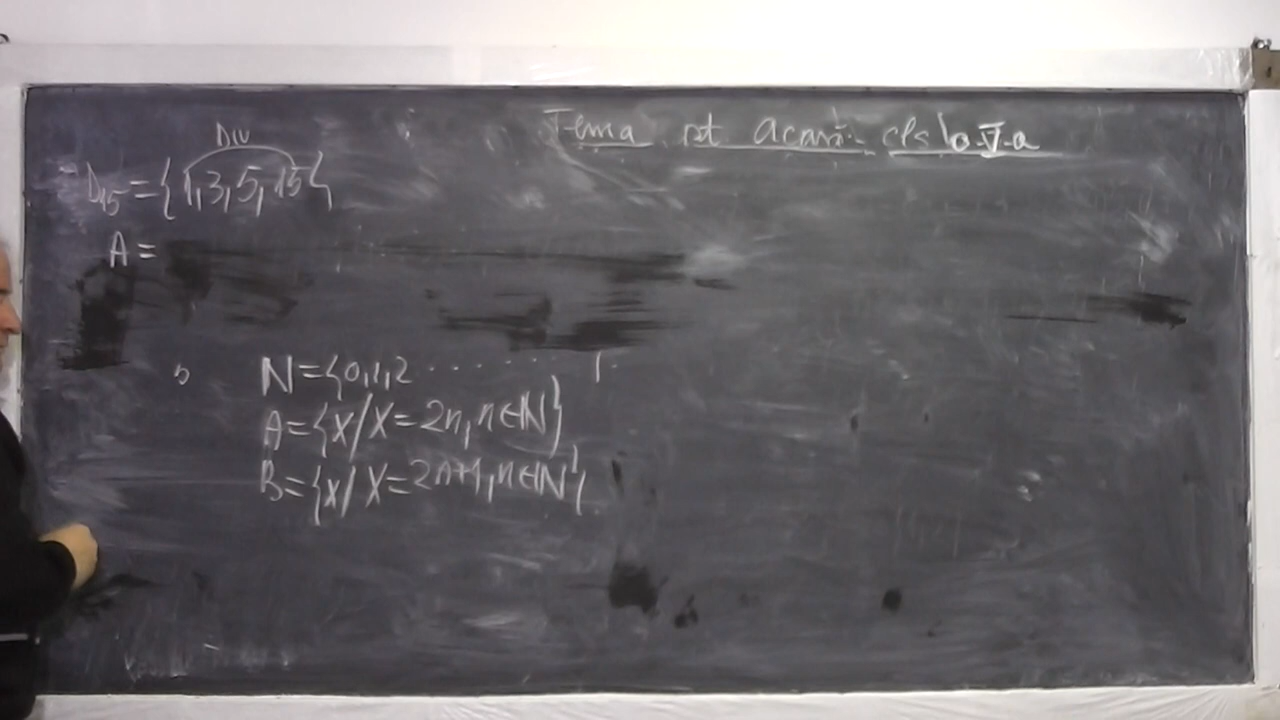 Tema pt acasă cls a V-a
DIV
D₁₅ = {1, 3, 5, 15}
A =
N = {0, 1, 2 . . . . . . . }
A = {X / X = 2n, n ∈ N}
B = {x / X = 2n+1, n ∈ N}